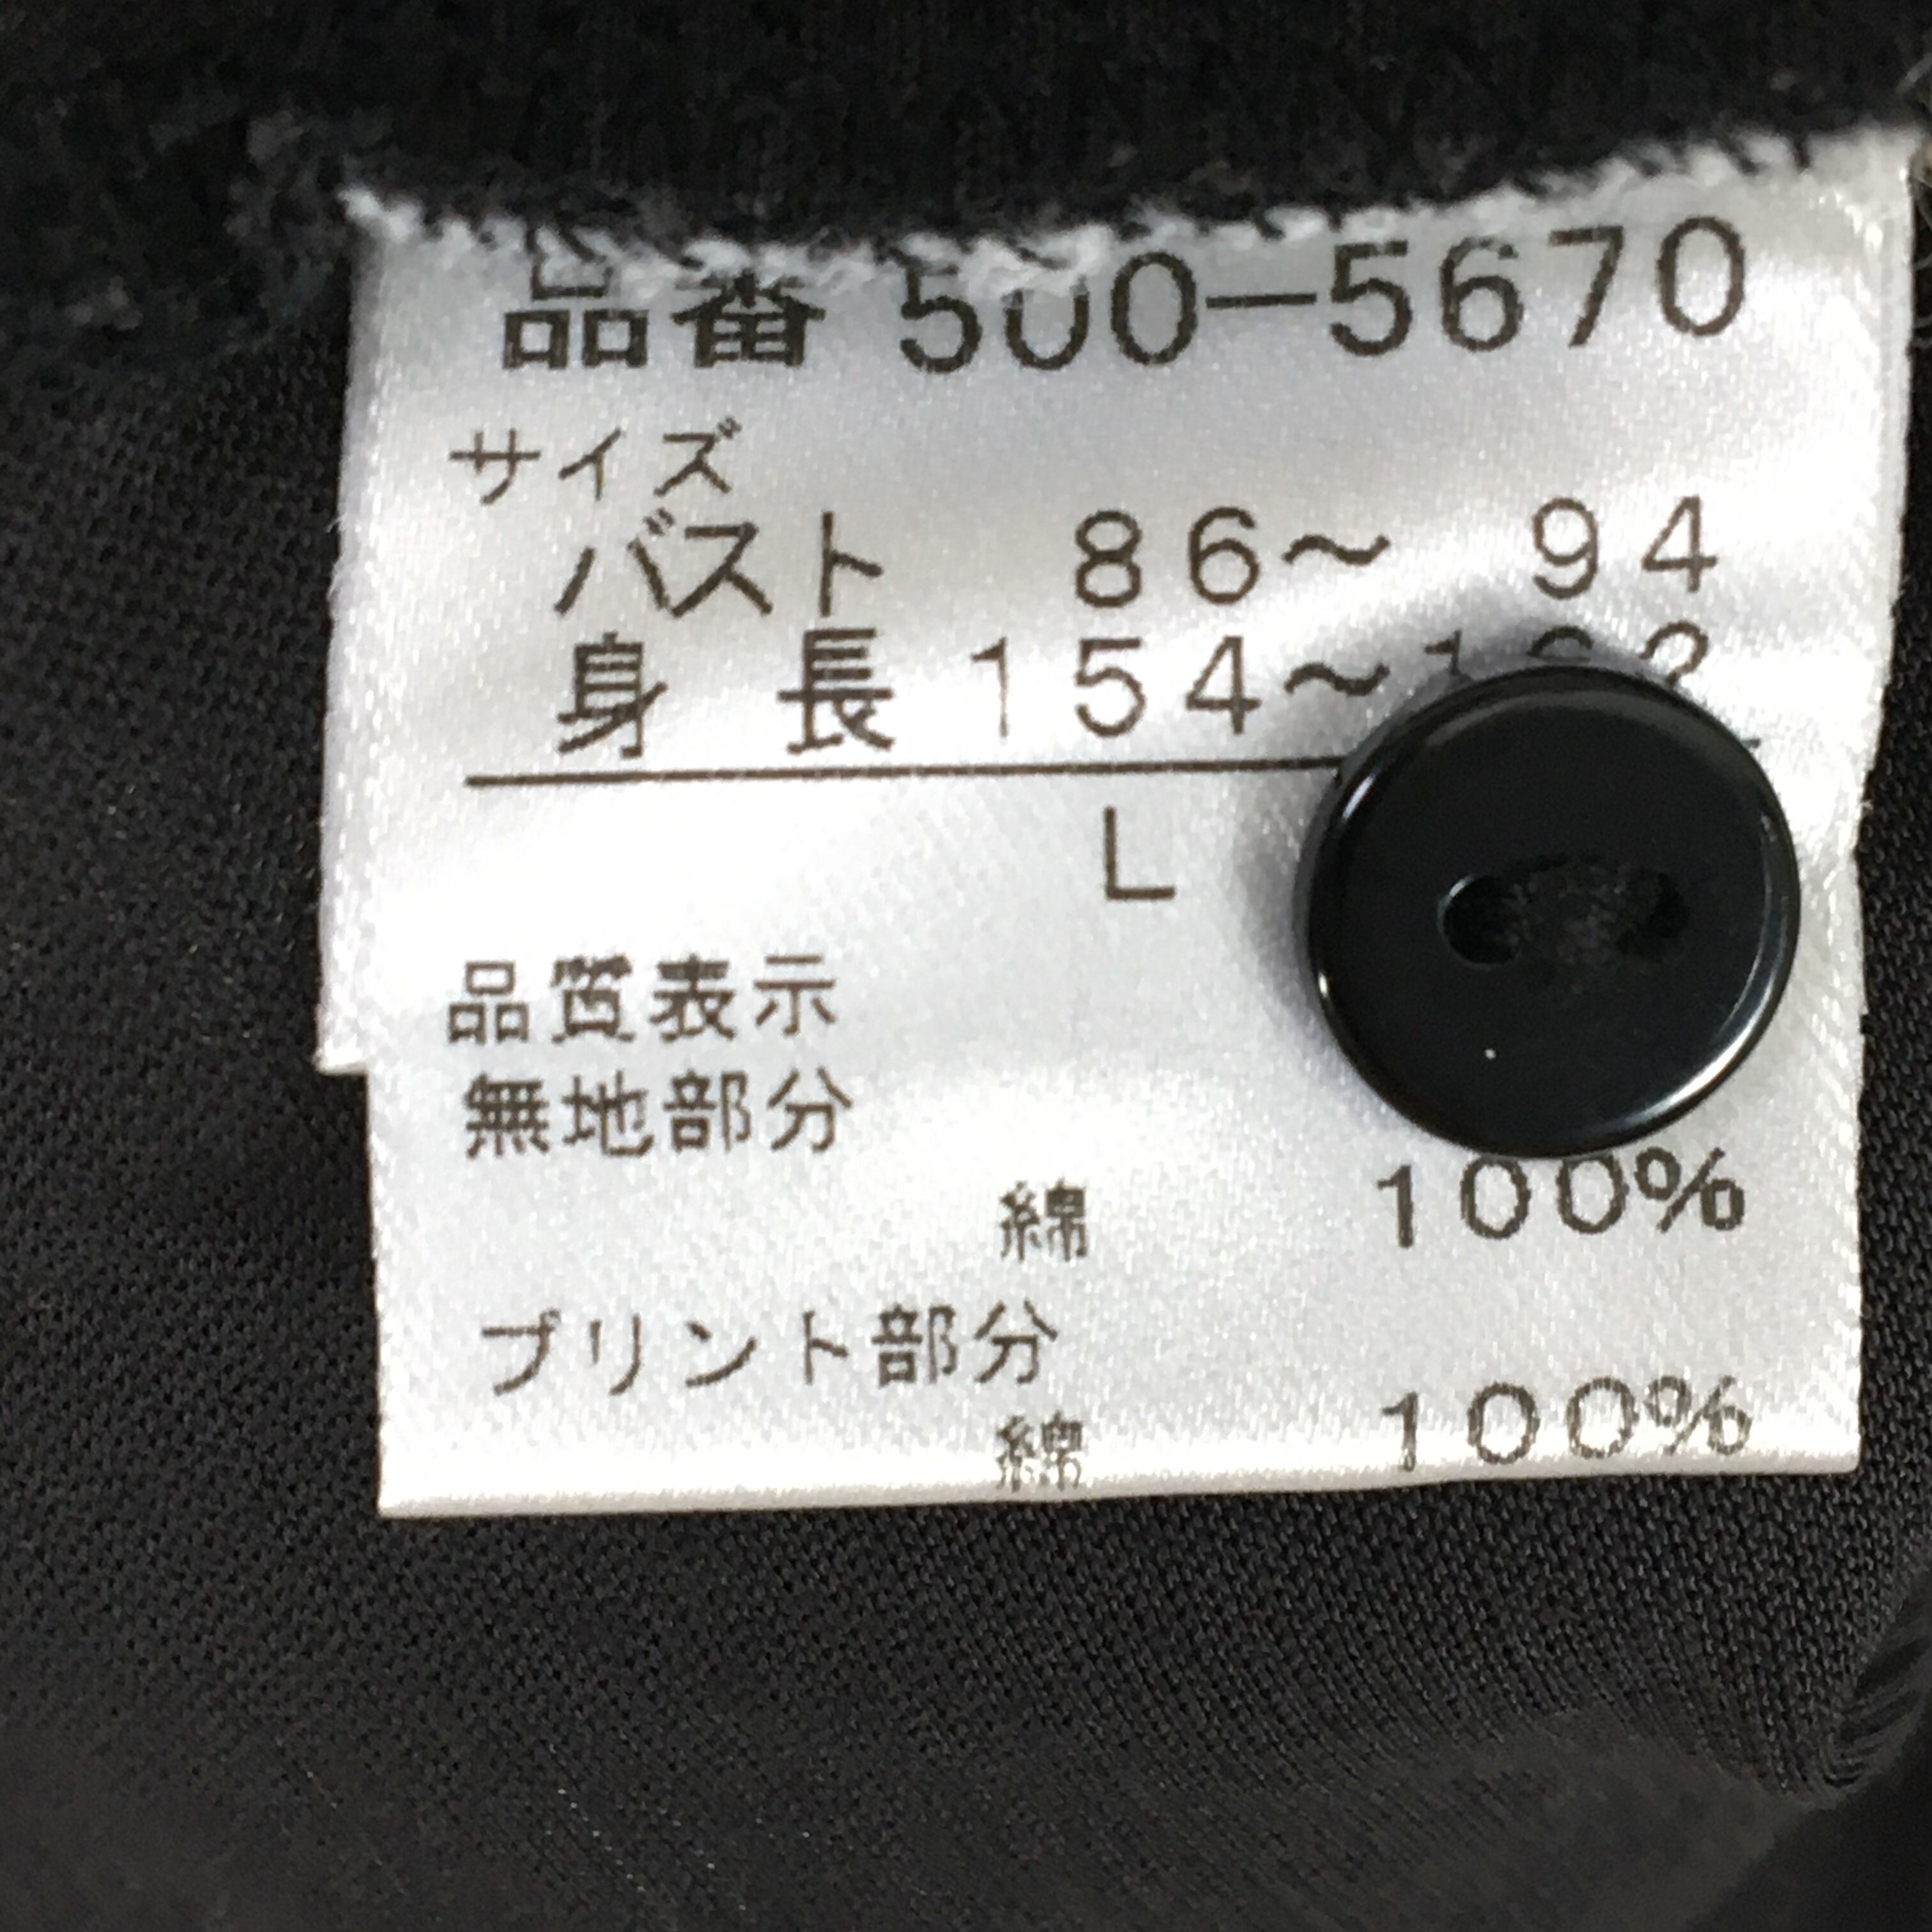 品番 500-5670
サイズ
バスト 86〜 94
身 長 154〜
L
品質表示
無地部分
綿 100%
プリント部分
綿 100%